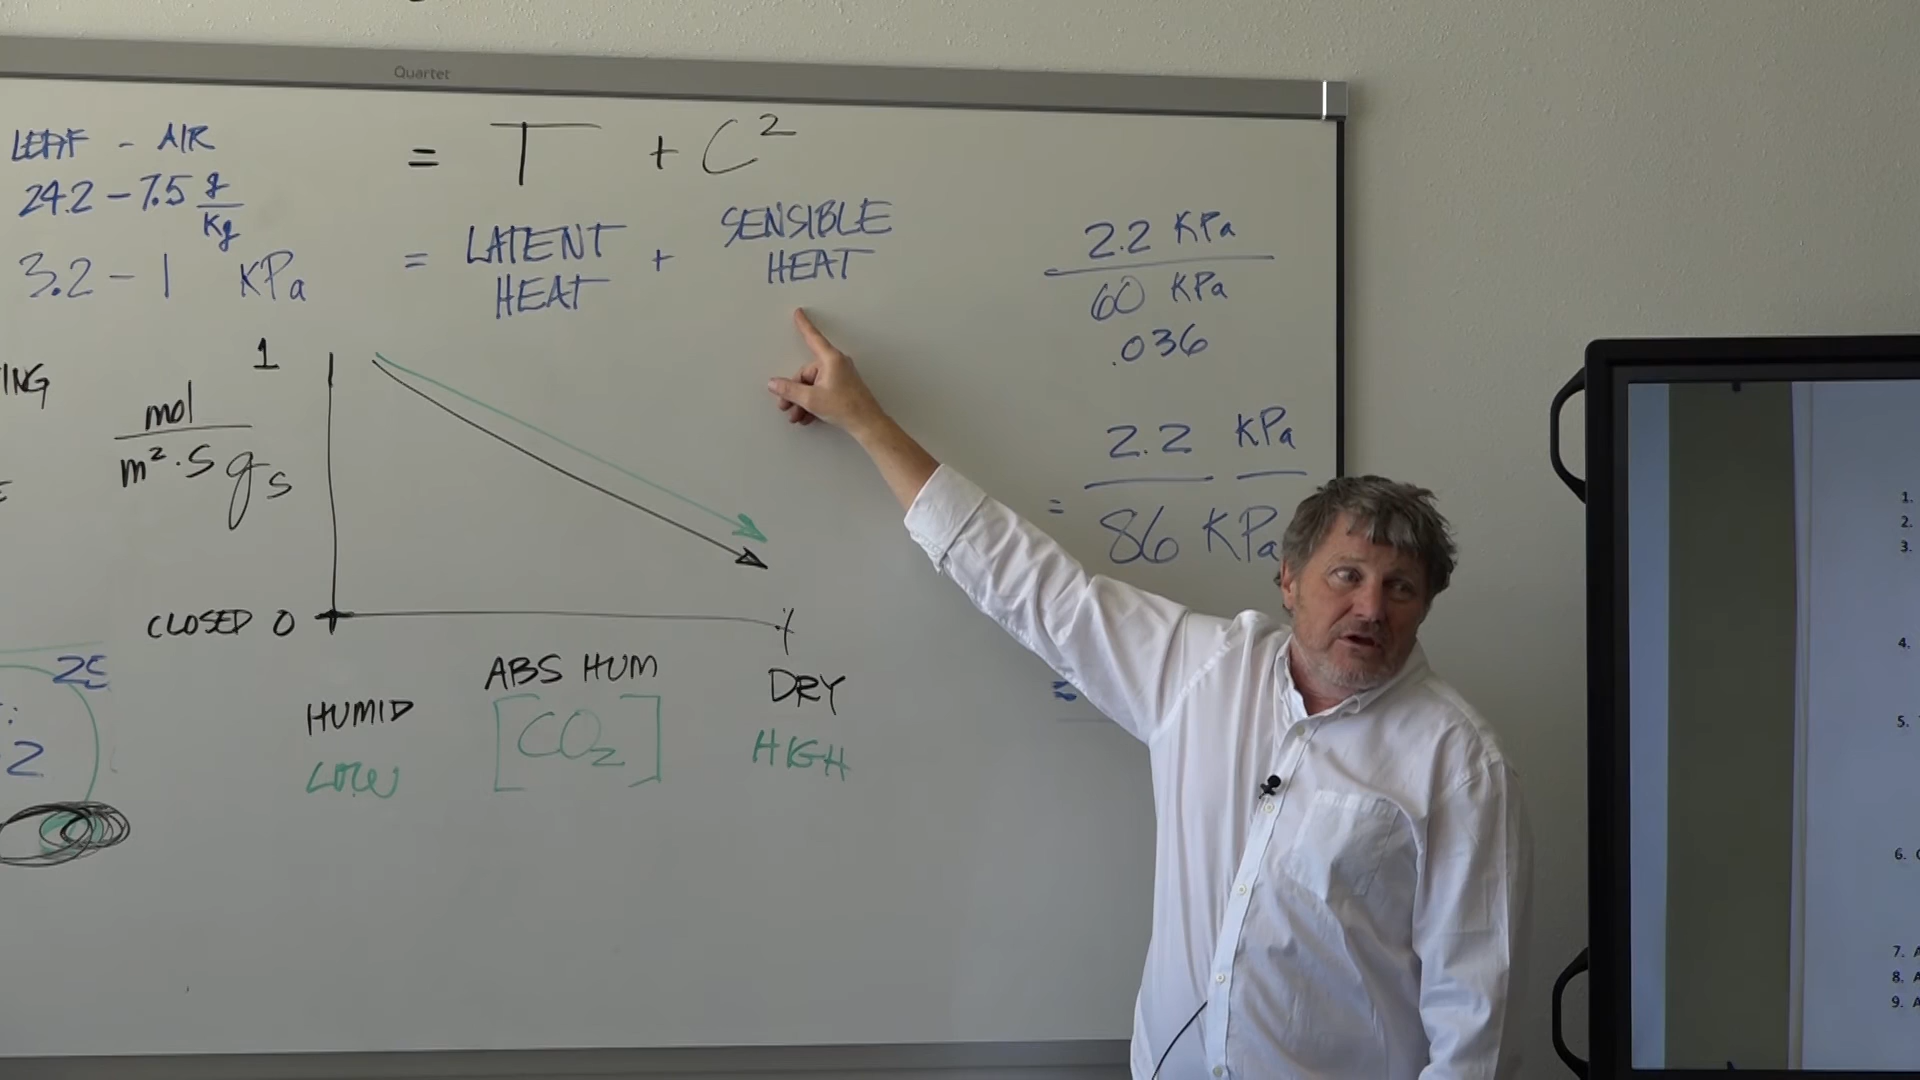 Quartet
LEAF - AIR
24.2 - 7.5 g/kg
3.2 - 1 KPa
= T + C²
= LATENT HEAT + SENSIBLE HEAT
2.2 KPa
60 KPa
.036
2.2 KPa
= 86 KPa
ING
1
mol
m²·s gs
CLOSED 0
ABS HUM
HUMID
DRY
[CO₂]
LOW
HIGH
2
1.
2.
3.
4.
5.
6.
7. A
8. A
9. A